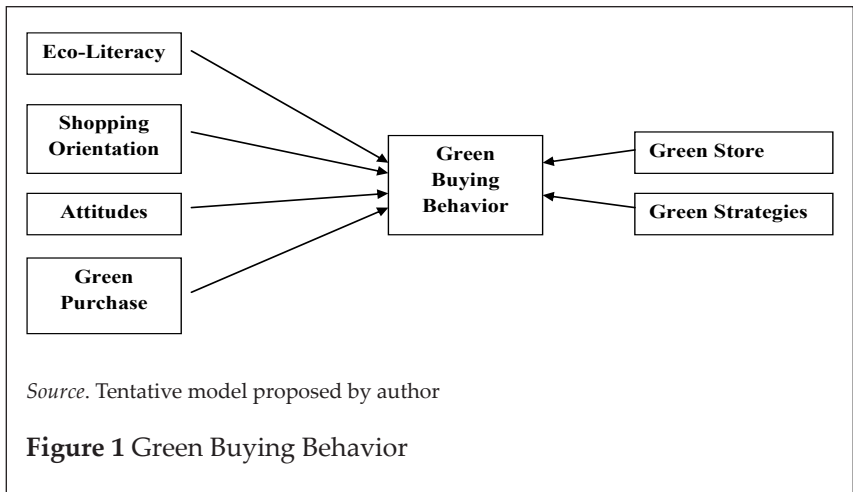 Eco-Literacy
Shopping
Orientation
Attitudes
Green
Purchase
Green
Buying
Behavior
Green Store
Green Strategies
Source. Tentative model proposed by author
Figure 1 Green Buying Behavior